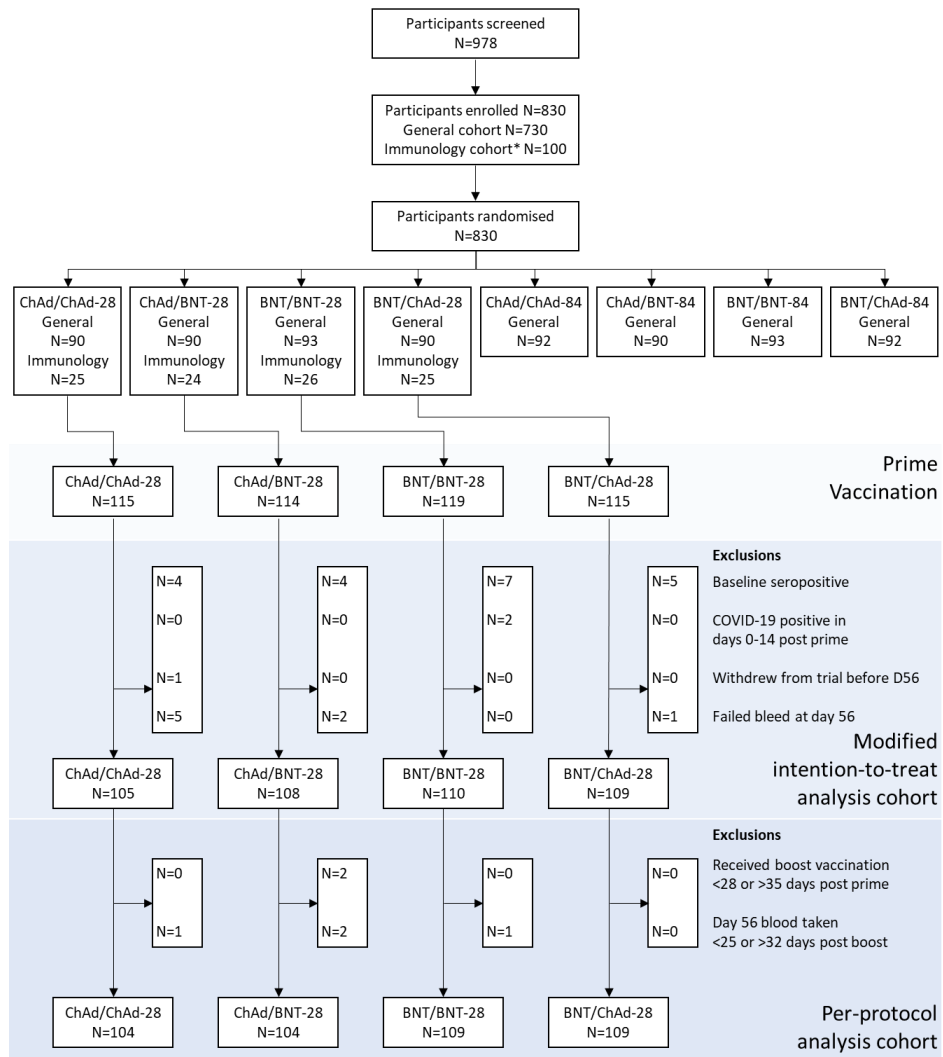 Participants screened
N=978
Participants enrolled N=830
General cohort N=730
Immunology cohort* N=100
Participants randomised
N=830
ChAd/ChAd-28
General
N=90
Immunology
N=25
ChAd/BNT-28
General
N=90
Immunology
N=24
BNT/BNT-28
General
N=93
Immunology
N=26
BNT/ChAd-28
General
N=90
Immunology
N=25
ChAd/ChAd-84
General
N=92
ChAd/BNT-84
General
N=90
BNT/BNT-84
General
N=93
BNT/ChAd-84
General
N=92
Prime
Vaccination
ChAd/ChAd-28
N=115
ChAd/BNT-28
N=114
BNT/BNT-28
N=119
BNT/ChAd-28
N=115
Exclusions
N=4
N=4
N=7
N=5
Baseline seropositive
N=0
N=0
N=2
N=0
COVID-19 positive in
days 0-14 post prime
N=1
N=0
N=0
N=0
Withdrew from trial before D56
N=5
N=2
N=0
N=1
Failed bleed at day 56
Modified
intention-to-treat
analysis cohort
ChAd/ChAd-28
N=105
ChAd/BNT-28
N=108
BNT/BNT-28
N=110
BNT/ChAd-28
N=109
Exclusions
N=0
N=2
N=0
N=0
Received boost vaccination
<28 or >35 days post prime
N=1
N=2
N=1
N=0
Day 56 blood taken
<25 or >32 days post boost
ChAd/ChAd-28
N=104
ChAd/BNT-28
N=104
BNT/BNT-28
N=109
BNT/ChAd-28
N=109
Per-protocol
analysis cohort